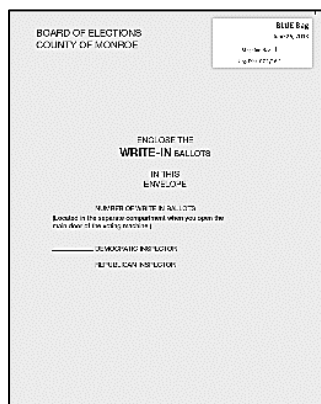 BOARD OF ELECTIONS
COUNTY OF MONROE
BLUE Bag
ENCLOSE THE
WRITE-IN BALLOTS
IN THIS
ENVELOPE
NUMBER OF WRITE IN BALLOTS
(Located in the separate compartment when you open the
main door of the voting machine.)
DEMOCRATIC INSPECTOR
REPUBLICAN INSPECTOR